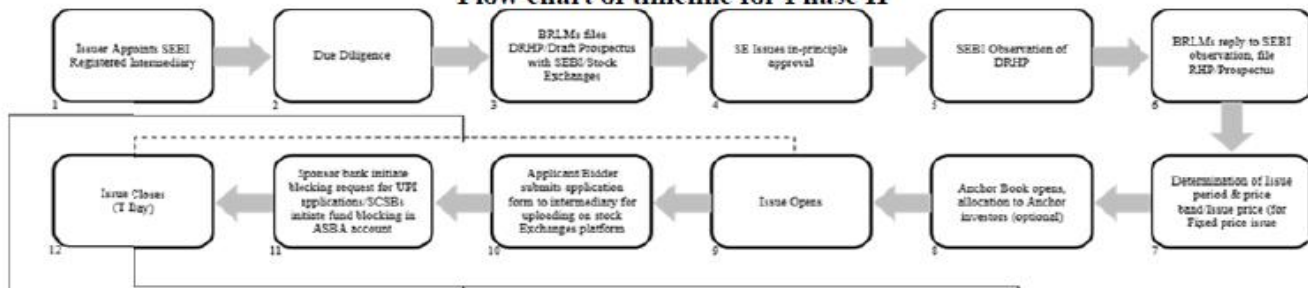 Flow chart of timeline for Phase II
Issuer Appoints SEBI
Registered Intermediary
1
Due Diligence
2
BRLMs files
DRHP/Draft Prospectus
with SEBI/Stock
Exchanges
3
SE Issues in-principle
approval
4
SEBI Observation of
DRHP
5
BRLMs reply to SEBI
observation, file
RHP/Prospectus
6
Determination of Issue
period & price
band/Issue price (for
Fixed price issue
7
Anchor Book opens,
allocation to Anchor
investors (optional)
8
Issue Opens
9
Applicant Bidder
submits application
form to intermediary for
uploading on stock
Exchanges platform
10
Sponsor bank initiate
blocking request for UPI
applications/SCSBs
initiate fund blocking in
ASBA account
11
Issue Closes
(T Day)
12